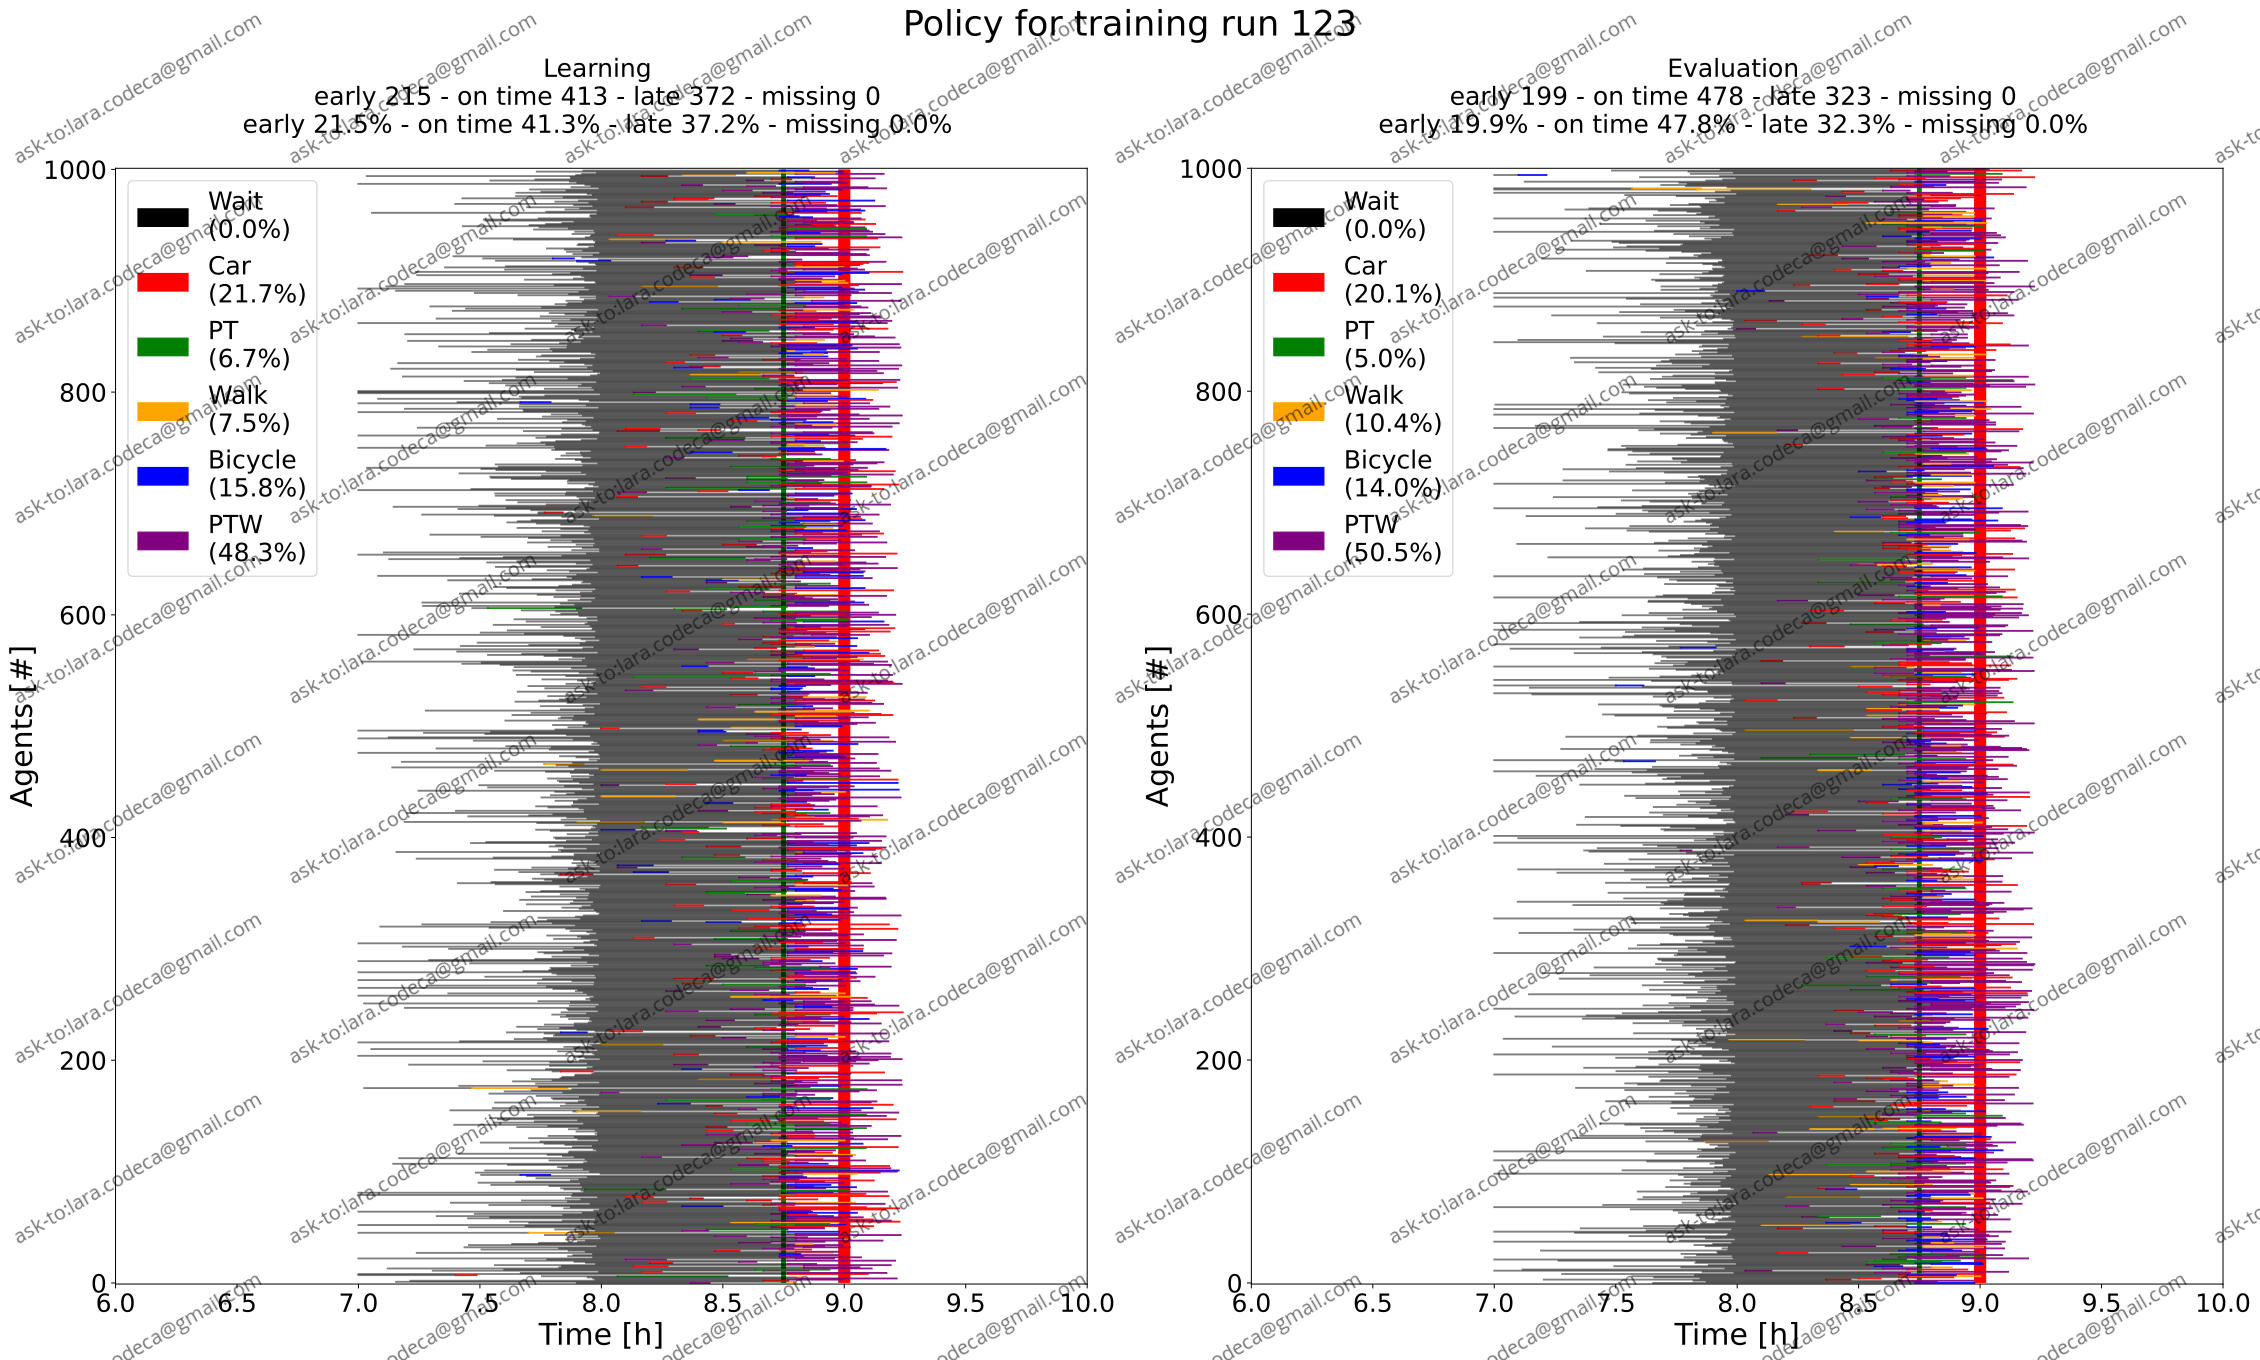 Policy for training run 123
Learning
early 215 - on time 413 - late 372 - missing 0
early 21.5% - on time 41.3% - late 37.2% - missing 0.0%
1000
800
600
400
200
0
Agents [#]
Wait
(0.0%)
Car
(21.7%)
PT
(6.7%)
Walk
(7.5%)
Bicycle
(15.8%)
PTW
(48.3%)
6.0 6.5 7.0 7.5 8.0 8.5 9.0 9.5 10.0
Time [h]
Evaluation
early 199 - on time 478 - late 323 - missing 0
early 19.9% - on time 47.8% - late 32.3% - missing 0.0%
1000
800
600
400
200
0
Agents [#]
Wait
(0.0%)
Car
(20.1%)
PT
(5.0%)
Walk
(10.4%)
Bicycle
(14.0%)
PTW
(50.5%)
6.0 6.5 7.0 7.5 8.0 8.5 9.0 9.5 10.0
Time [h]
ask-to:lara.codeca@gmail.com